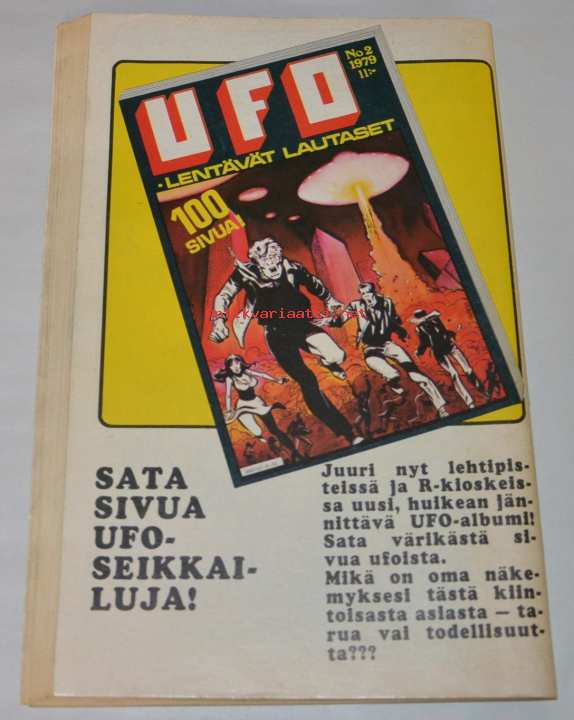 No 2
1979
11:-
UFO
•LENTÄVÄT LAUTASET
100
SIVUA!
SATA
SIVUA
UFO-
SEIKKAI-
LUJA!
Juuri nyt lehtipis-
teissä ja R-kioskeis-
sa uusi, huikean jän-
nittävä UFO-albumi!
Sata värikästä si-
vua ufoista.
Mikä on oma näke-
myksesi tästä kiin-
toisasta asiasta — ta-
rua vai todellisuut-
ta???